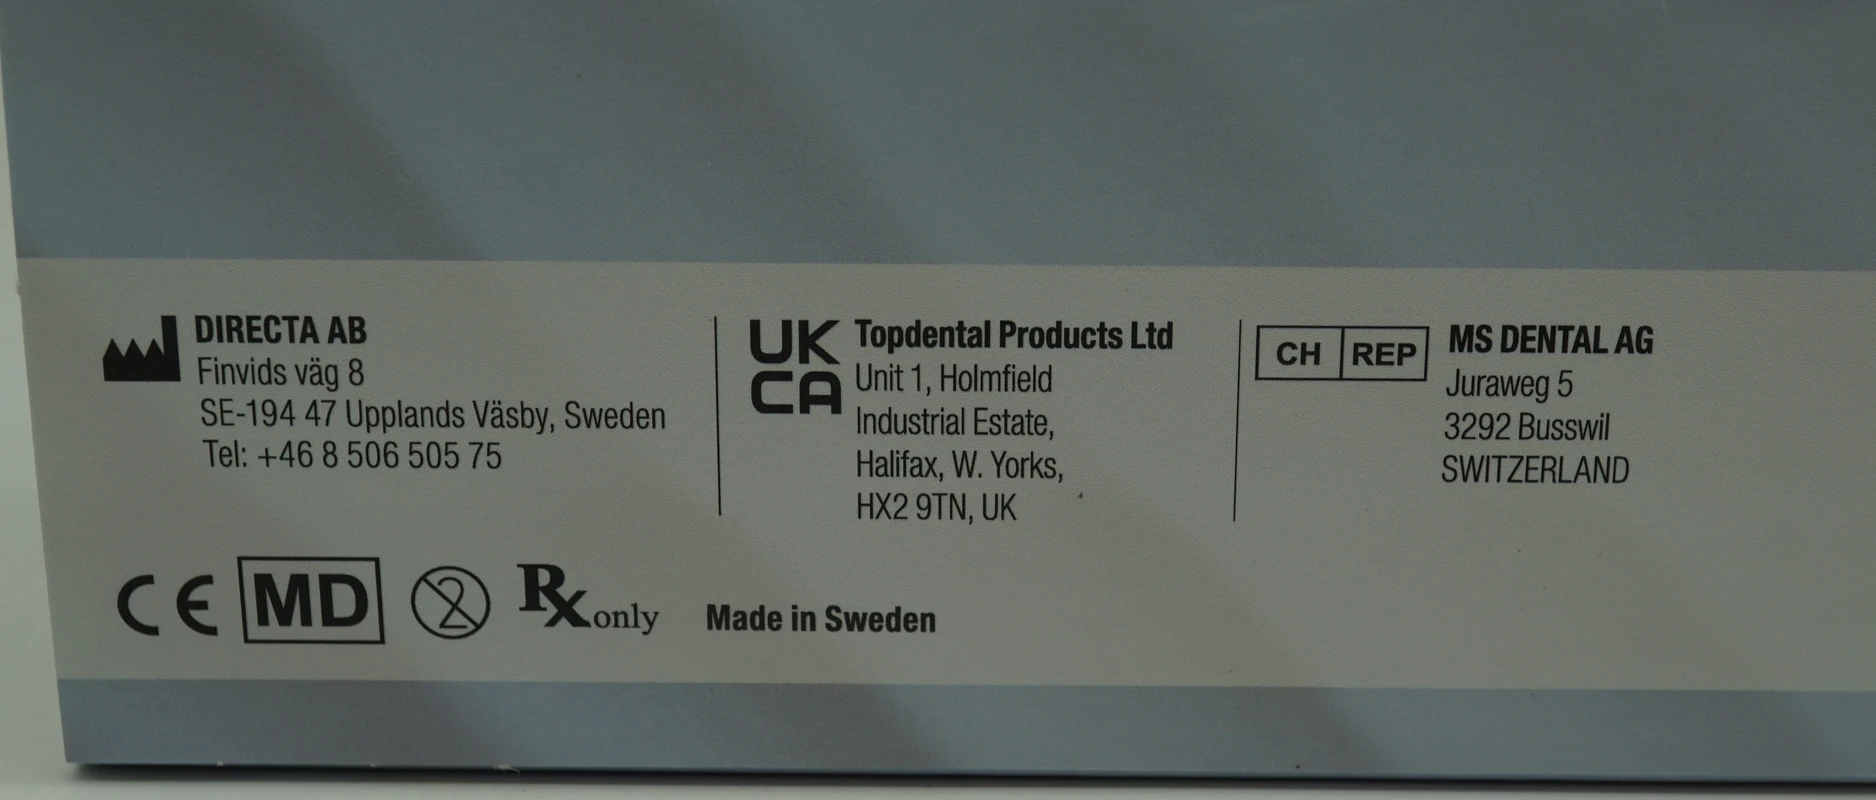 DIRECTA AB
Finvids väg 8
SE-194 47 Upplands Väsby, Sweden
Tel: +46 8 506 505 75
UK
CA
Topdental Products Ltd
Unit 1, Holmfield
Industrial Estate,
Halifax, W. Yorks,
HX2 9TN, UK
CH REP
MS DENTAL AG
Juraweg 5
3292 Busswil
SWITZERLAND
CE MD 2 Rx only Made in Sweden